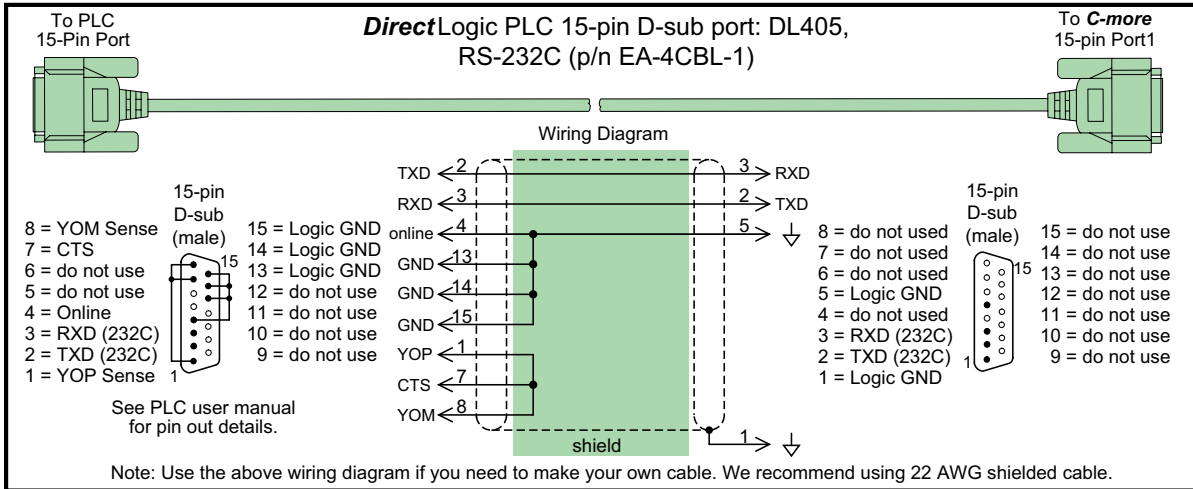 To PLC
15-Pin Port
DirectLogic PLC 15-pin D-sub port: DL405,
RS-232C (p/n EA-4CBL-1)
To C-more
15-pin Port1
Wiring Diagram
15-pin
D-sub
(male)
8 = YOM Sense
7 = CTS
6 = do not use
5 = do not use
4 = Online
3 = RXD (232C)
2 = TXD (232C)
1 = YOP Sense
15
1
15 = Logic GND
14 = Logic GND
13 = Logic GND
12 = do not use
11 = do not use
10 = do not use
9 = do not use
See PLC user manual
for pin out details.
TXD 2 3 RXD
RXD 3 2 TXD
online 4 5
GND 13
GND 14
GND 15
YOP 1
CTS 7
YOM 8
shield
1
8 = do not used
7 = do not used
6 = do not used
5 = Logic GND
4 = do not used
3 = RXD (232C)
2 = TXD (232C)
1 = Logic GND
15-pin
D-sub
(male)
15
1
15 = do not use
14 = do not use
13 = do not use
12 = do not use
11 = do not use
10 = do not use
9 = do not use
Note: Use the above wiring diagram if you need to make your own cable. We recommend using 22 AWG shielded cable.